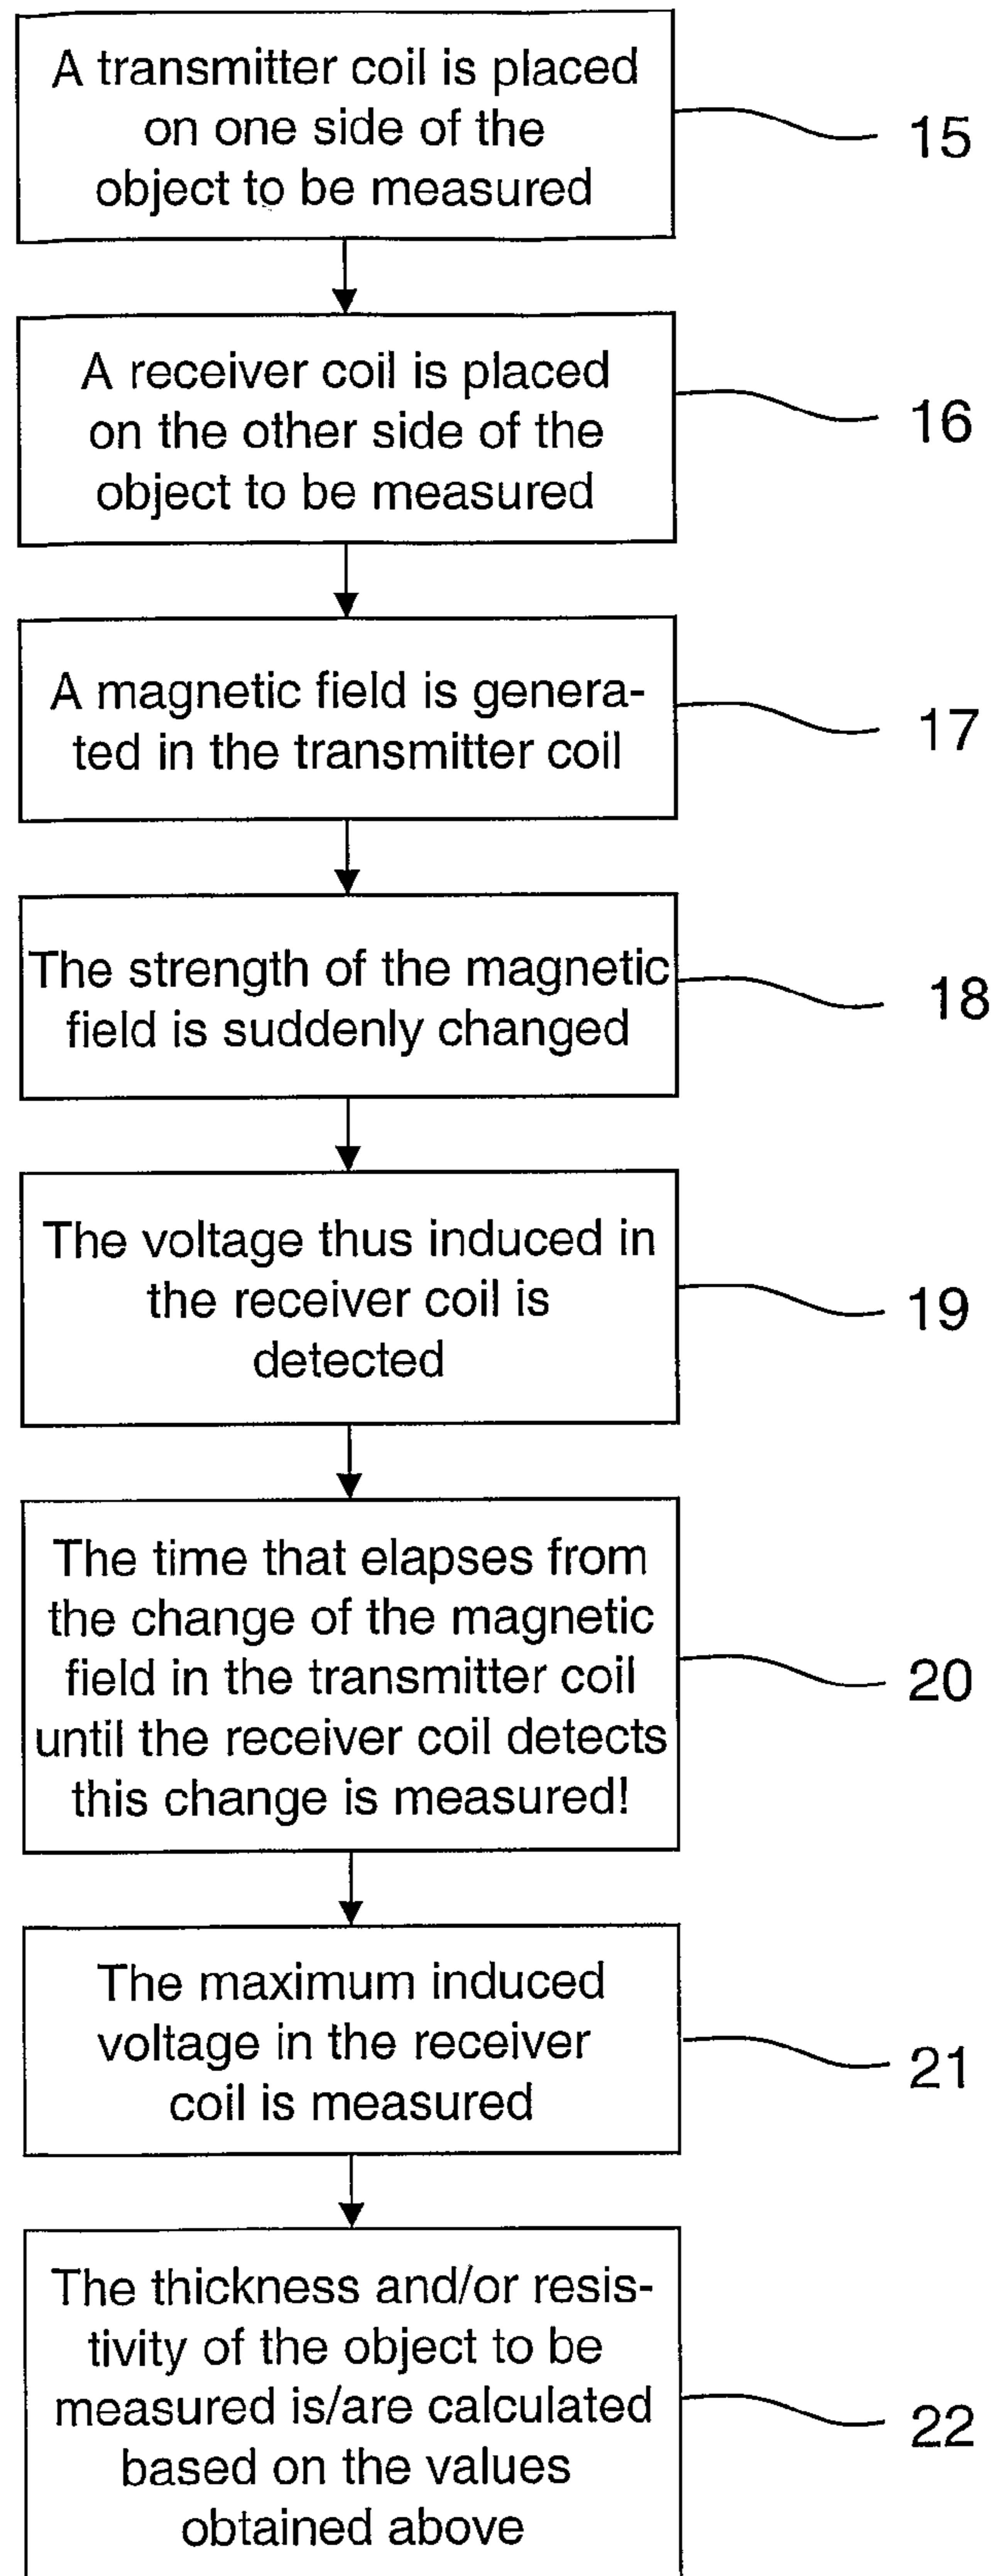 A transmitter coil is placed
on one side of the
object to be measured
15
A receiver coil is placed
on the other side of the
object to be measured
16
A magnetic field is genera-
ted in the transmitter coil
17
The strength of the magnetic
field is suddenly changed
18
The voltage thus induced in
the receiver coil is
detected
19
The time that elapses from
the change of the magnetic
field in the transmitter coil
until the receiver coil detects
this change is measured!
20
The maximum induced
voltage in the receiver
coil is measured
21
The thickness and/or resis-
tivity of the object to be
measured is/are calculated
based on the values
obtained above
22